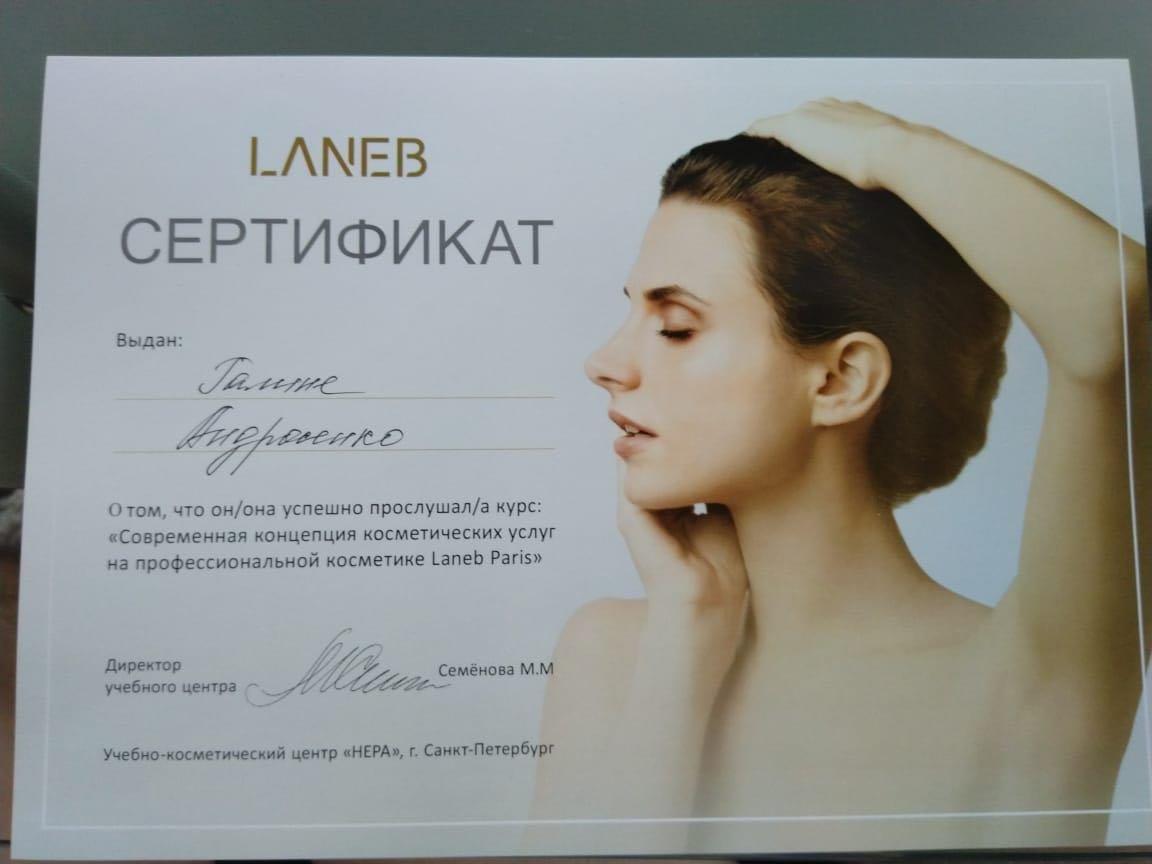 LANEB
СЕРТИФИКАТ
Выдан:
Галине
Андросенко
О том, что он/она успешно прослушал/а курс:
«Современная концепция косметических услуг
на профессиональной косметике Laneb Paris»
Директор
учебного центра
Семёнова М.М
Учебно-косметический центр «НЕРА», г. Санкт-Петербург